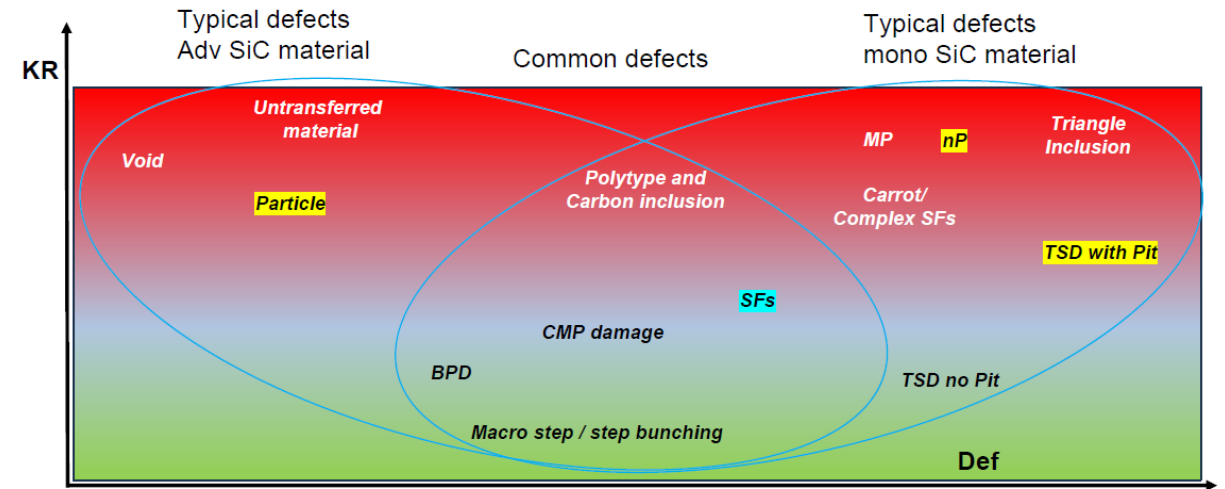 Typical defects
Adv SiC material
Common defects
Typical defects
mono SiC material
KR
Untransferred
material
Void
Particle
Polytype and
Carbon inclusion
MP
nP
Triangle
Inclusion
Carrot/
Complex SFs
TSD with Pit
SFs
CMP damage
BPD
TSD no Pit
Macro step / step bunching
Def